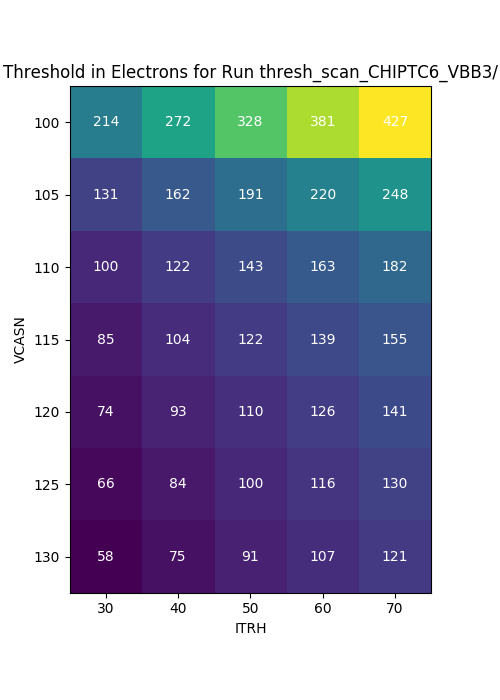 Threshold in Electrons for Run thresh_scan_CHIPTC6_VBB3/
100 214 272 328 381 427
105 131 162 191 220 248
110 100 122 143 163 182
115 85 104 122 139 155
VCASN
120 74 93 110 126 141
125 66 84 100 116 130
130 58 75 91 107 121
30 40 50 60 70
ITRH